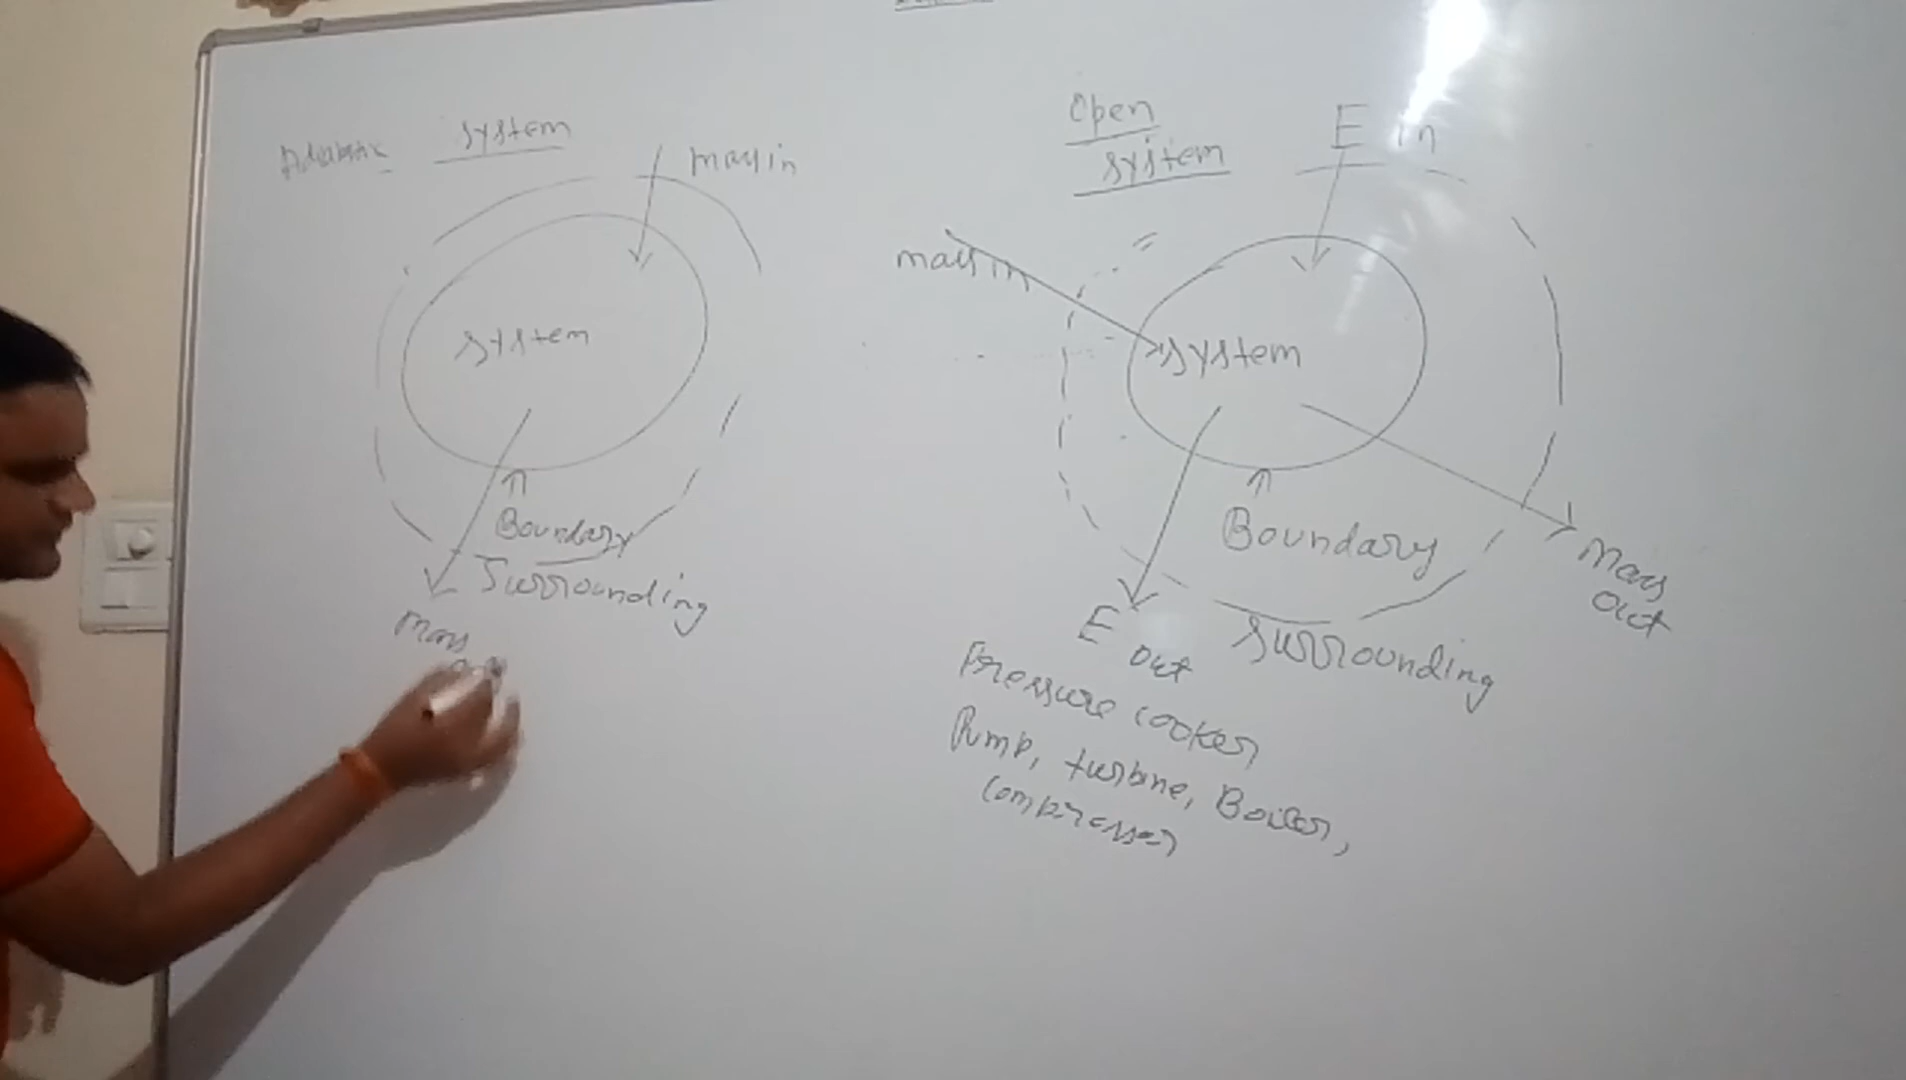 Adiabatic system
mass in
system
Boundary
Surrounding
mass
Open
system
E in
mass in
system
Boundary
Surrounding
mass
out
E out
Pressure cooker
Pump, turbine, Boiler,
Compressor